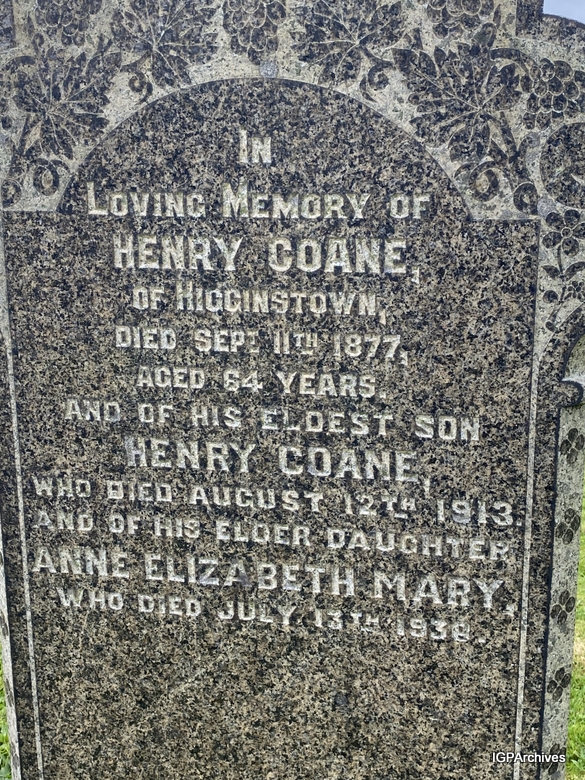 IN
LOVING MEMORY OF
HENRY COANE,
OF HIGGINSTOWN,
DIED SEPT 11TH 1877,
AGED 64 YEARS.
AND OF HIS ELDEST SON
HENRY COANE,
WHO DIED AUGUST 12TH 1913.
AND OF HIS ELDER DAUGHTER
ANNE ELIZABETH MARY,
WHO DIED JULY 13TH
IGPArchives